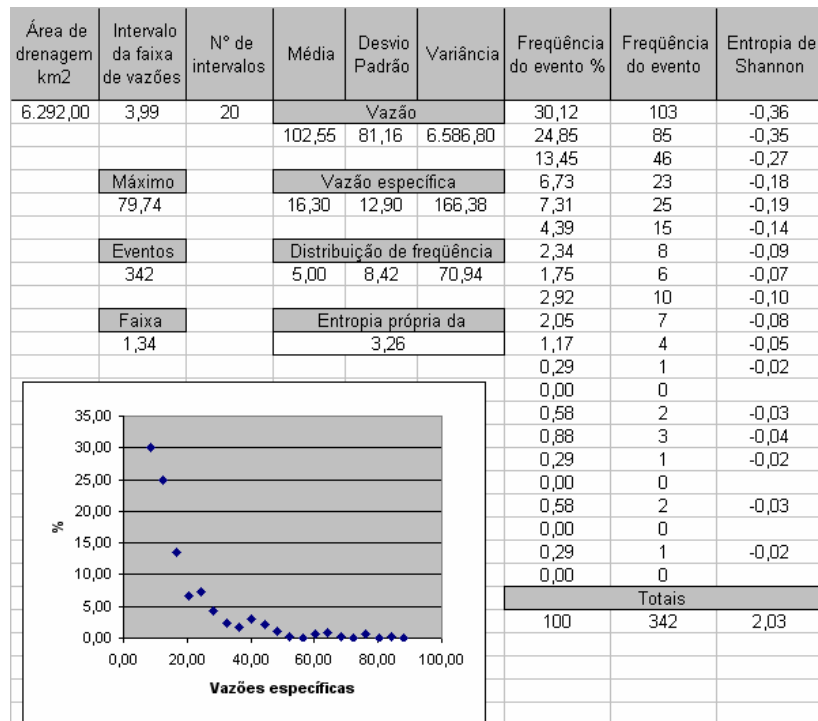 Área de drenagem km2 Intervalo da faixa de vazões N° de intervalos Média Desvio Padrão Variância Freqüência do evento % Freqüência do evento Entropia de Shannon
6.292,00 3,99 20 Vazão 30,12 103 -0,36
102,55 81,16 6.586,80 24,85 85 -0,35
13,45 46 -0,27
Máximo Vazão específica 6,73 23 -0,18
79,74 16,30 12,90 166,38 7,31 25 -0,19
4,39 15 -0,14
Eventos Distribuição de freqüência 2,34 8 -0,09
342 5,00 8,42 70,94 1,75 6 -0,07
2,92 10 -0,10
Faixa Entropia própria da 2,05 7 -0,08
1,34 3,26 1,17 4 -0,05
0,29 1 -0,02
0,00 0
0,58 2 -0,03
0,88 3 -0,04
0,29 1 -0,02
0,00 0
0,58 2 -0,03
0,00 0
0,29 1 -0,02
0,00 0
Totais
100 342 2,03
35,00
30,00
25,00
20,00
15,00
10,00
5,00
0,00
%
0,00 20,00 40,00 60,00 80,00 100,00
Vazões específicas